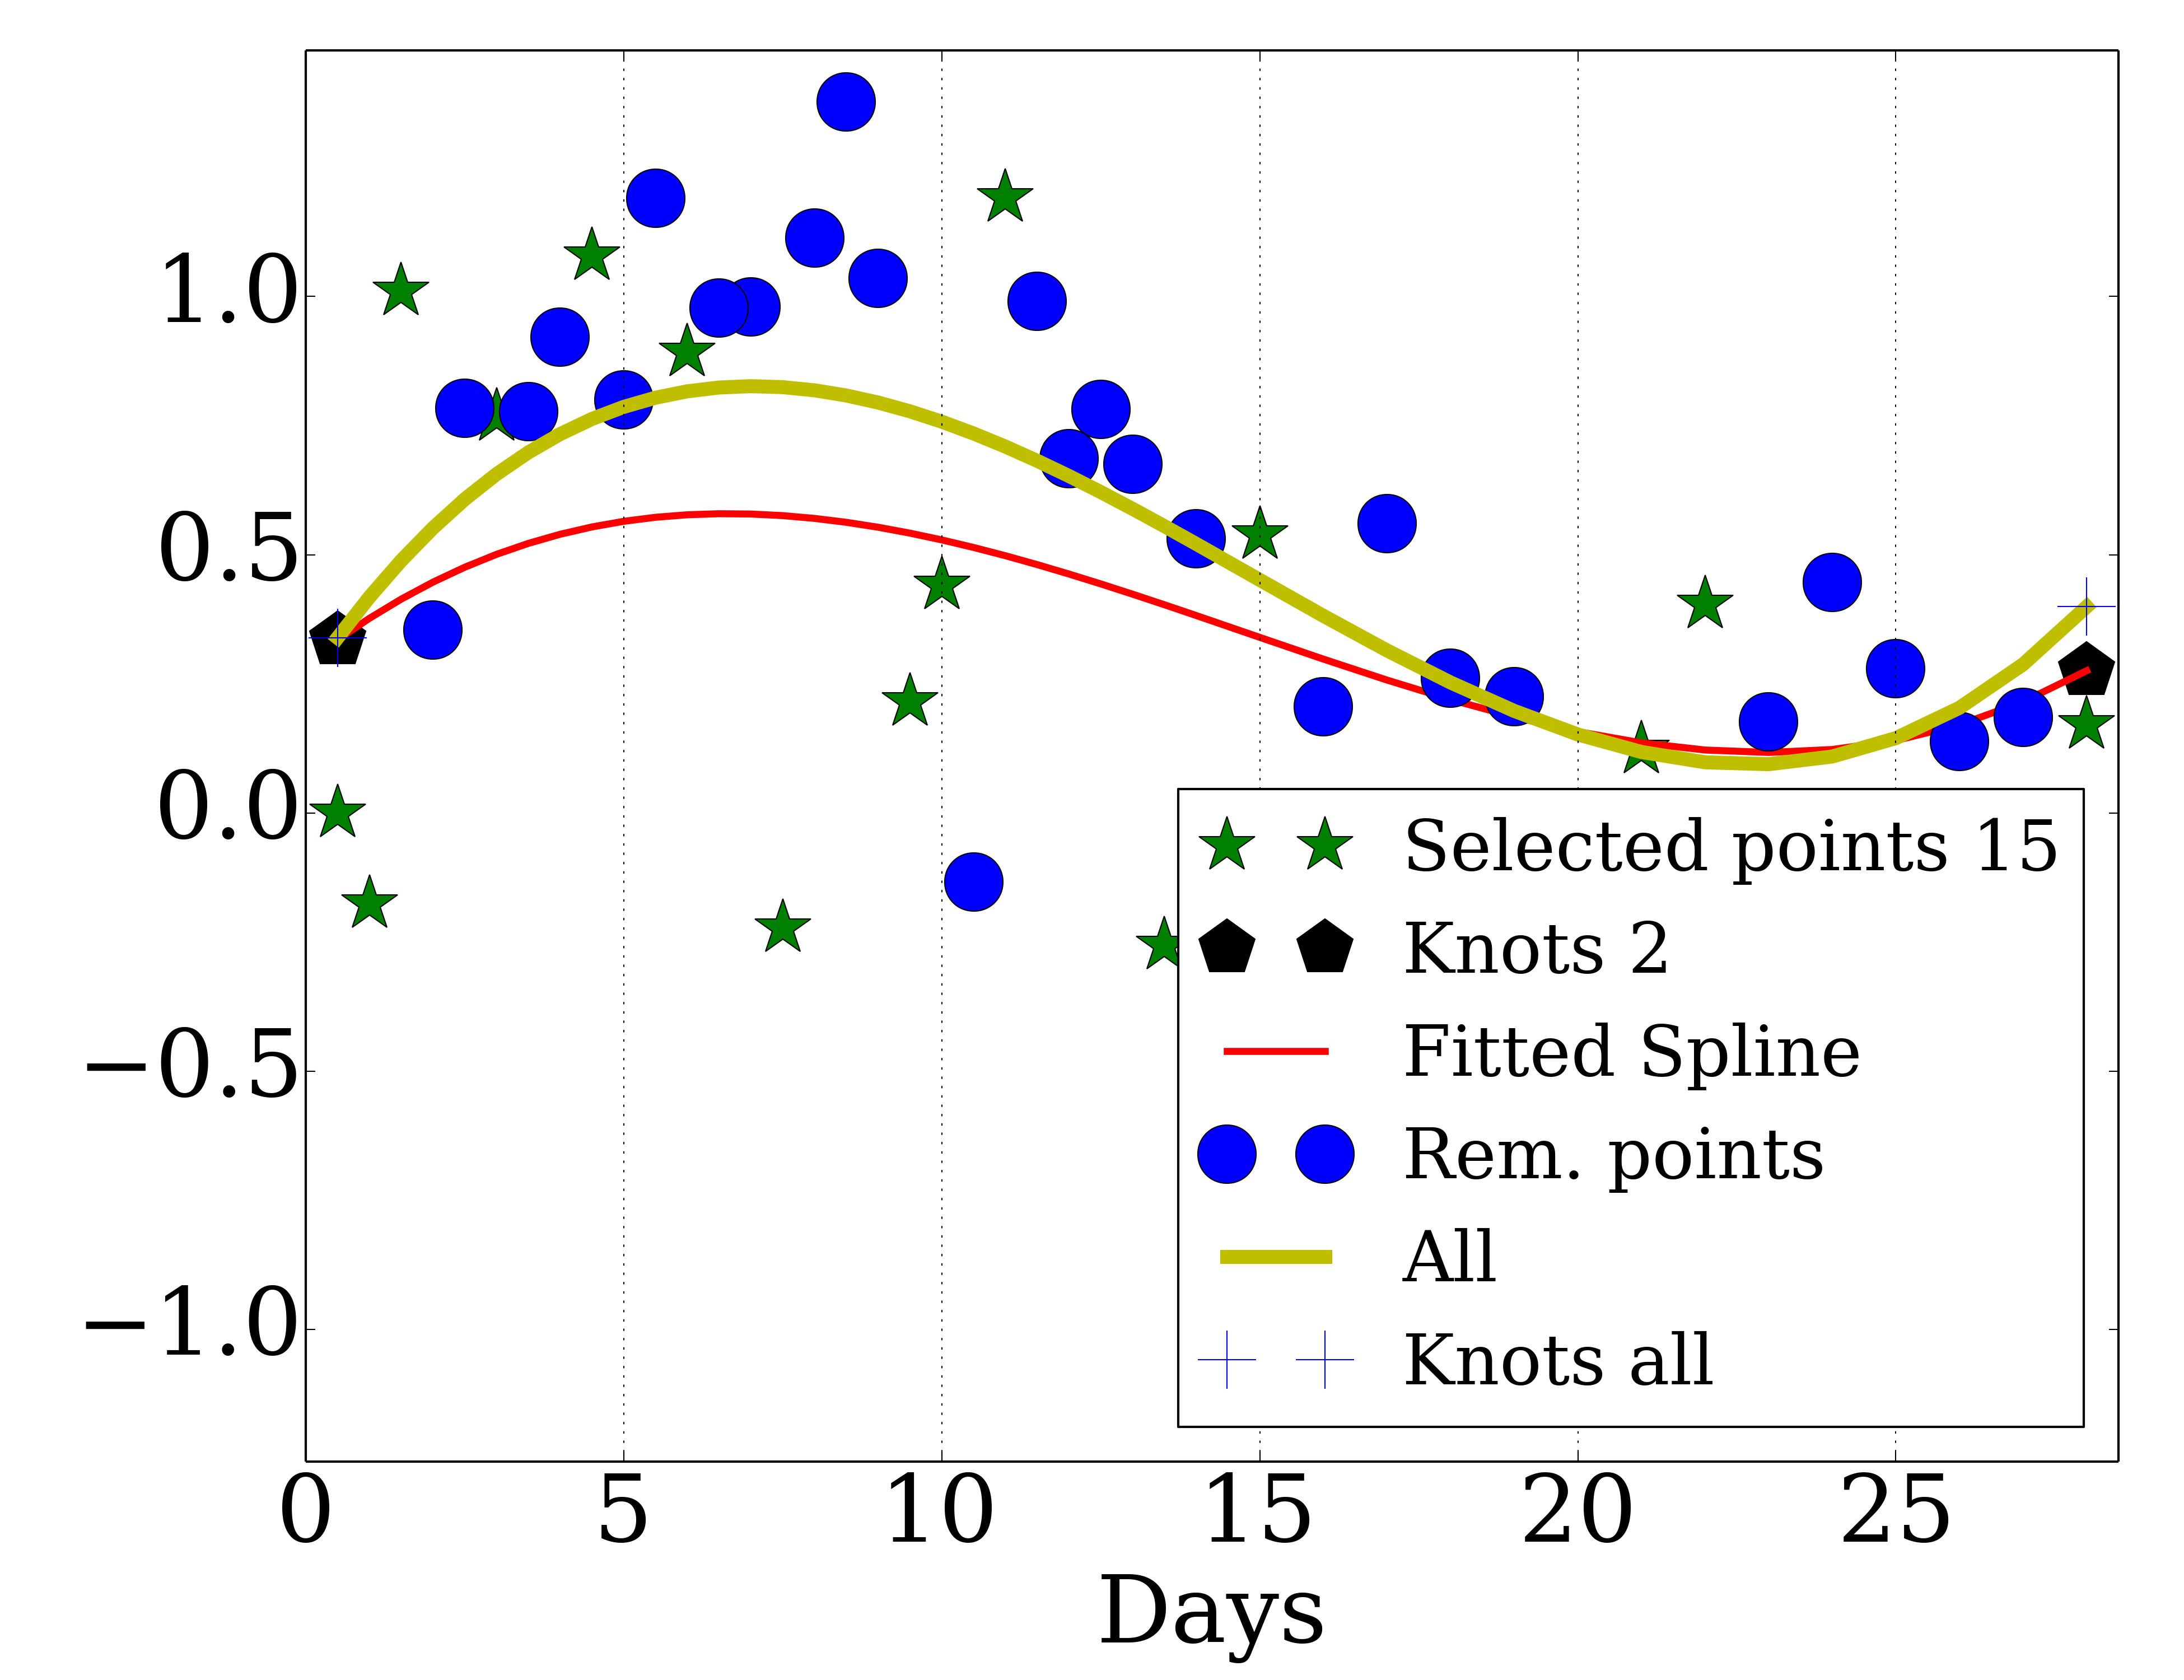 1.0
0.5
0.0
−0.5
−1.0
0 5 10 15 20 25
Days
Selected points 15
Knots 2
Fitted Spline
Rem. points
All
Knots all